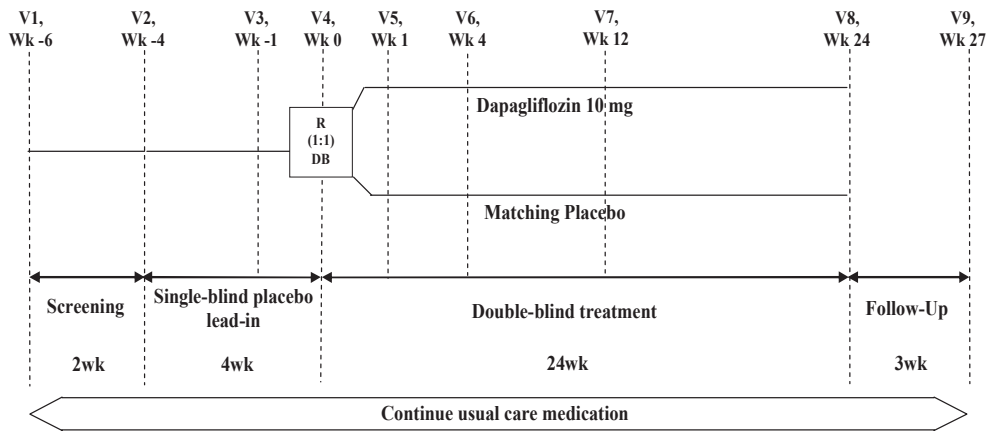 V1,
Wk -6
V2,
Wk -4
V3,
Wk -1
V4,
Wk 0
V5,
Wk 1
V6,
Wk 4
V7,
Wk 12
V8,
Wk 24
V9,
Wk 27
R
(1:1)
DB
Dapagliflozin 10 mg
Matching Placebo
Screening
Single-blind placebo
lead-in
Double-blind treatment
Follow-Up
2wk
4wk
24wk
3wk
Continue usual care medication